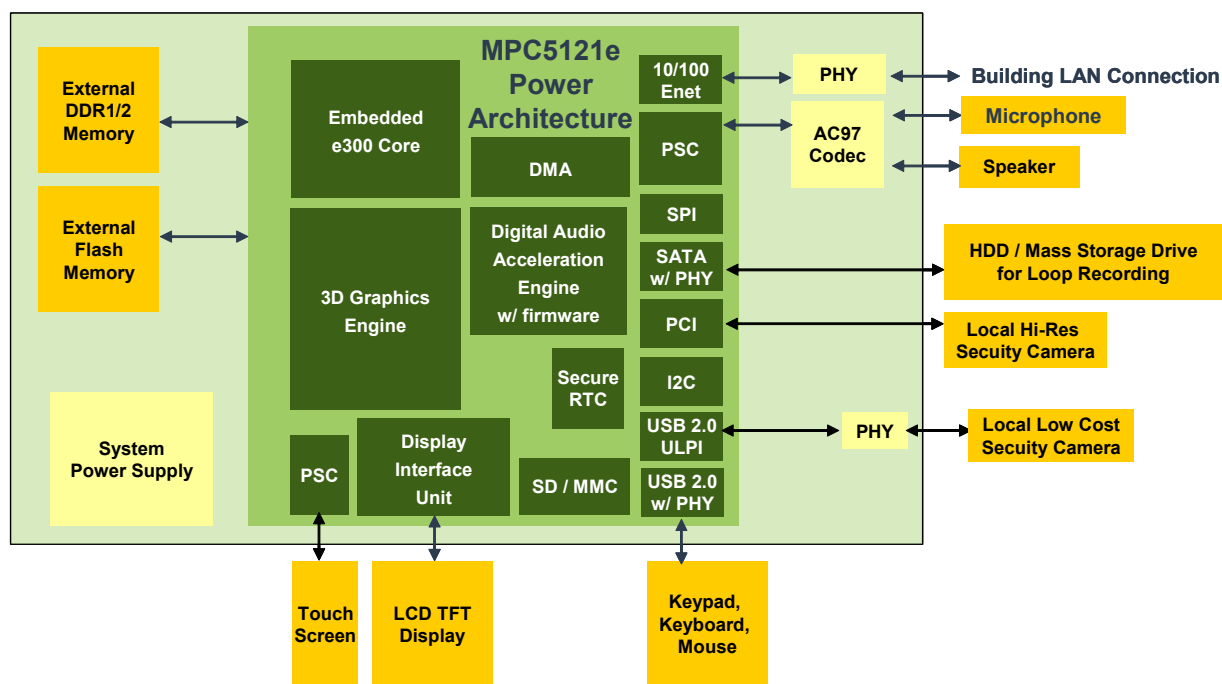 MPC5121e
Power
Architecture
External
DDR1/2
Memory
External
Flash
Memory
System
Power Supply
Embedded
e300 Core
3D Graphics
Engine
DMA
Digital Audio
Acceleration
Engine
w/ firmware
Secure
RTC
PSC
Display
Interface
Unit
SD / MMC
10/100
Enet
PSC
SPI
SATA
w/ PHY
PCI
I2C
USB 2.0
ULPI
USB 2.0
w/ PHY
PHY
AC97
Codec
PHY
Building LAN Connection
Microphone
Speaker
HDD / Mass Storage Drive
for Loop Recording
Local Hi-Res
Secuity Camera
Local Low Cost
Secuity Camera
Touch
Screen
LCD TFT
Display
Keypad,
Keyboard,
Mouse